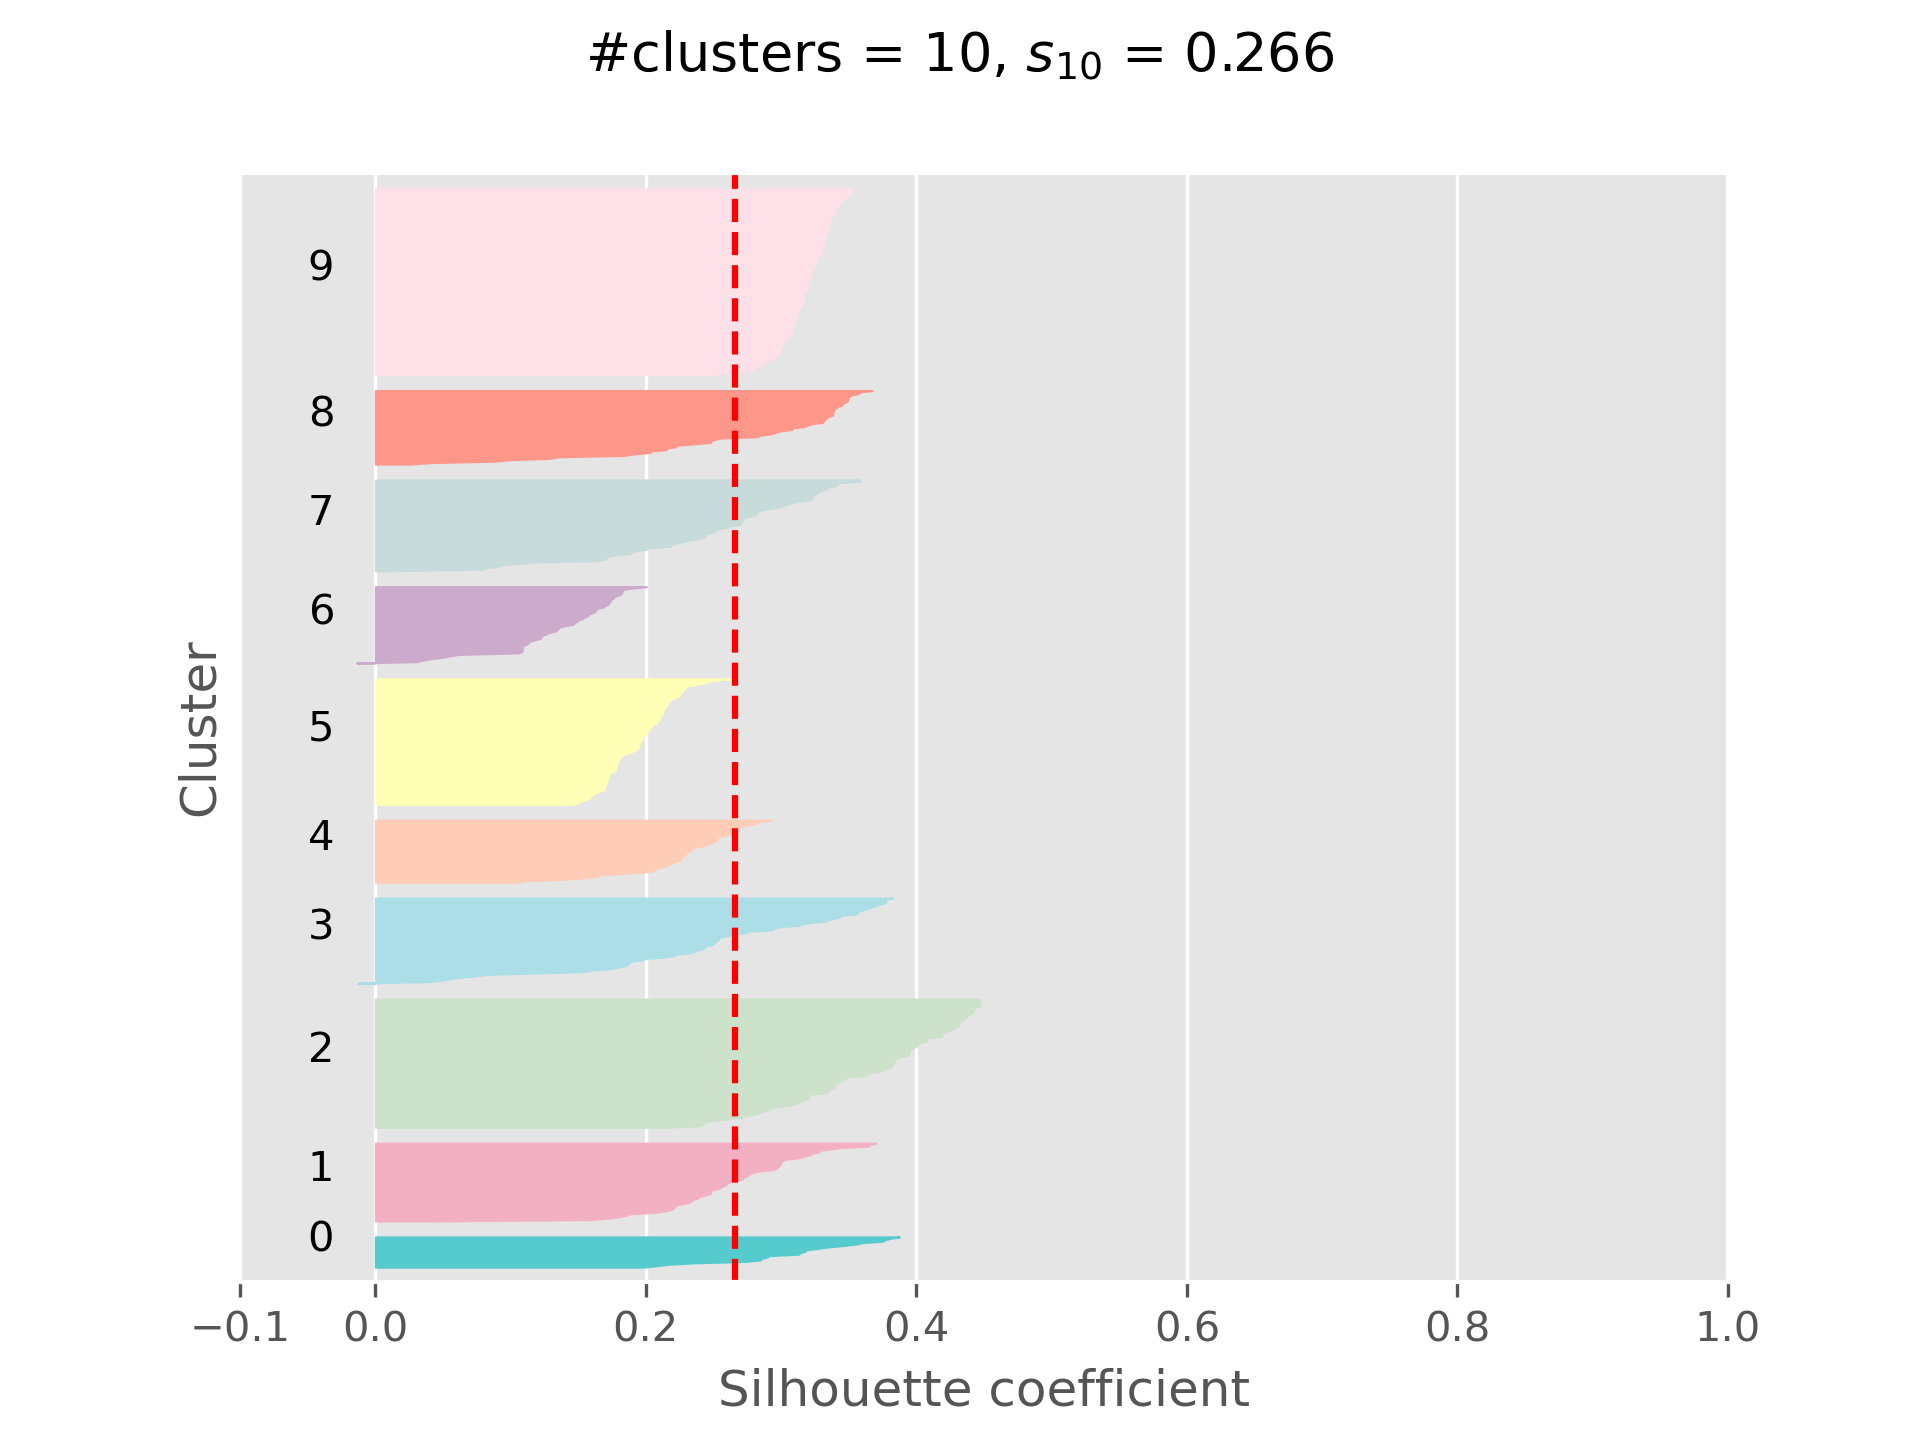 #clusters = 10, s₁₀ = 0.266
9
8
7
6
5
4
3
2
1
0
Cluster
−0.1 0.0 0.2 0.4 0.6 0.8 1.0
Silhouette coefficient